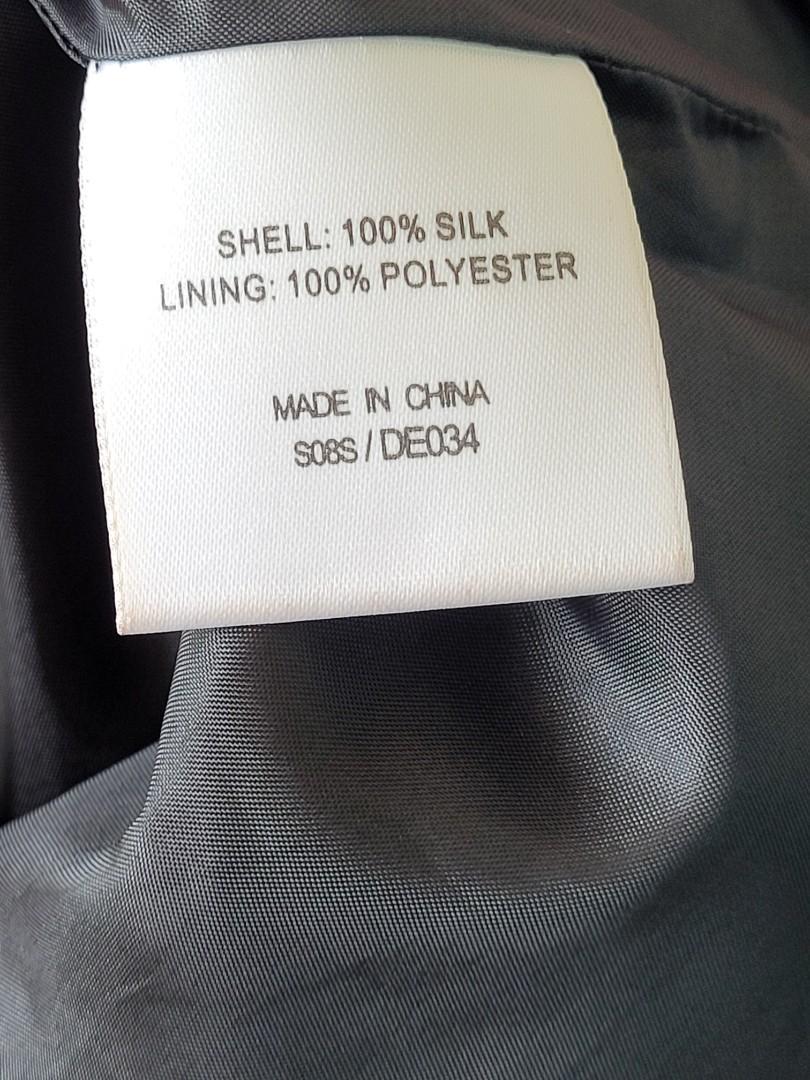 SHELL: 100% SILK
LINING: 100% POLYESTER
MADE IN CHINA
S08S / DE034